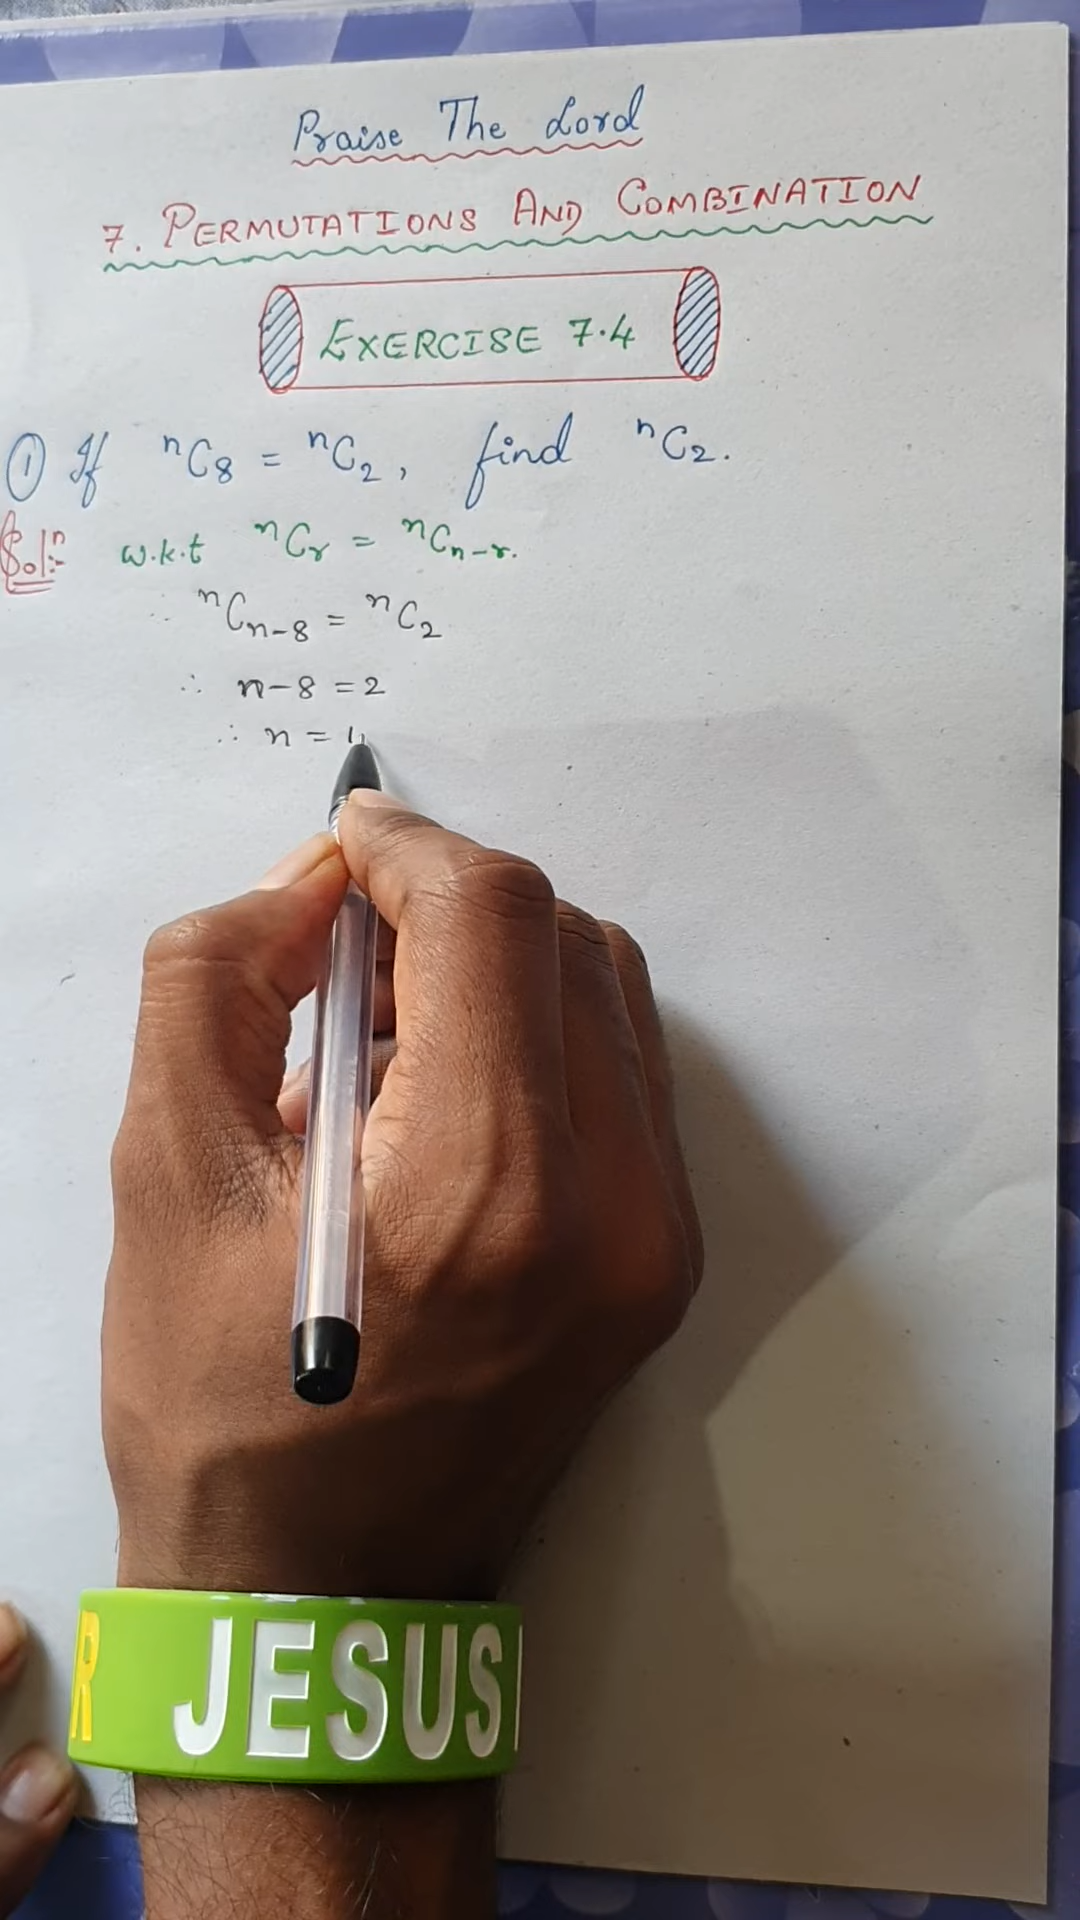 Praise The Lord
7. PERMUTATIONS AND COMBINATION
EXERCISE 7.4
① If ⁿC₈ = ⁿC₂, find ⁿC₂.
Solⁿ:- w.k.t ⁿCᵣ = ⁿCₙ₋ᵣ.
∴ ⁿCₙ₋₈ = ⁿC₂
∴ n-8 = 2
∴ n = 
R JESUS